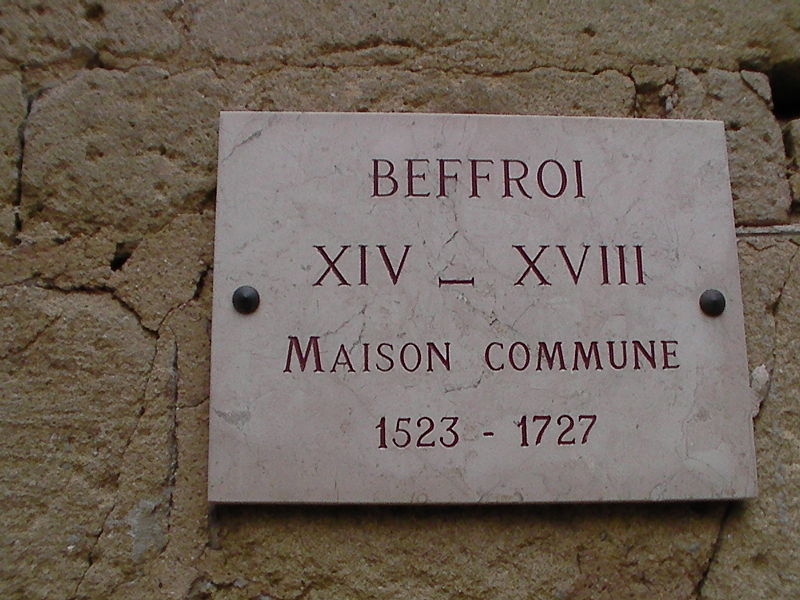 BEFFROI
XIV – XVIII
MAISON COMMUNE
1523 - 1727